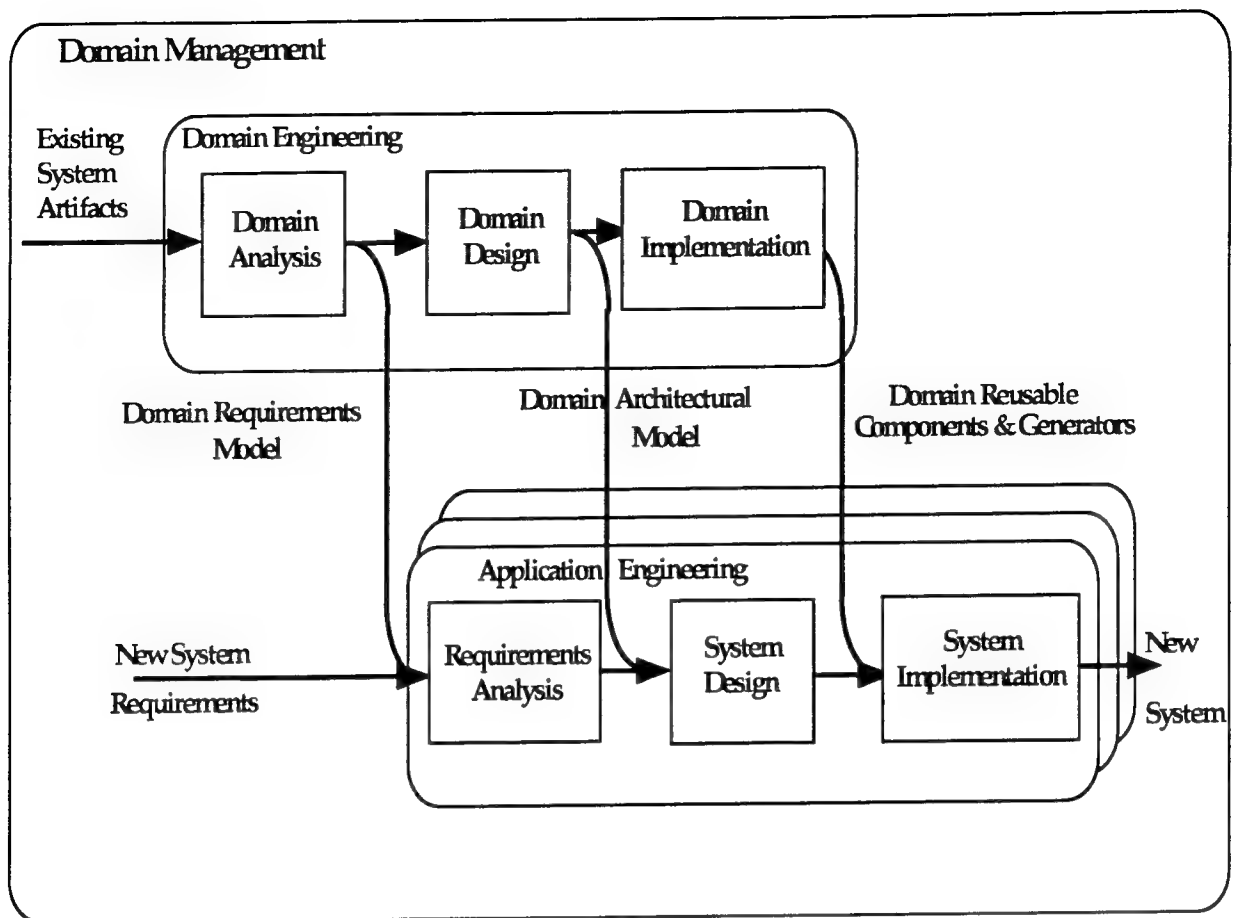 Domain Management
Existing
System
Artifacts
Domain Engineering
Domain
Analysis
Domain
Design
Domain
Implementation
Domain Requirements
Model
Domain Architectural
Model
Domain Reusable
Components & Generators
Application Engineering
New System
Requirements
Requirements
Analysis
System
Design
System
Implementation
New
System